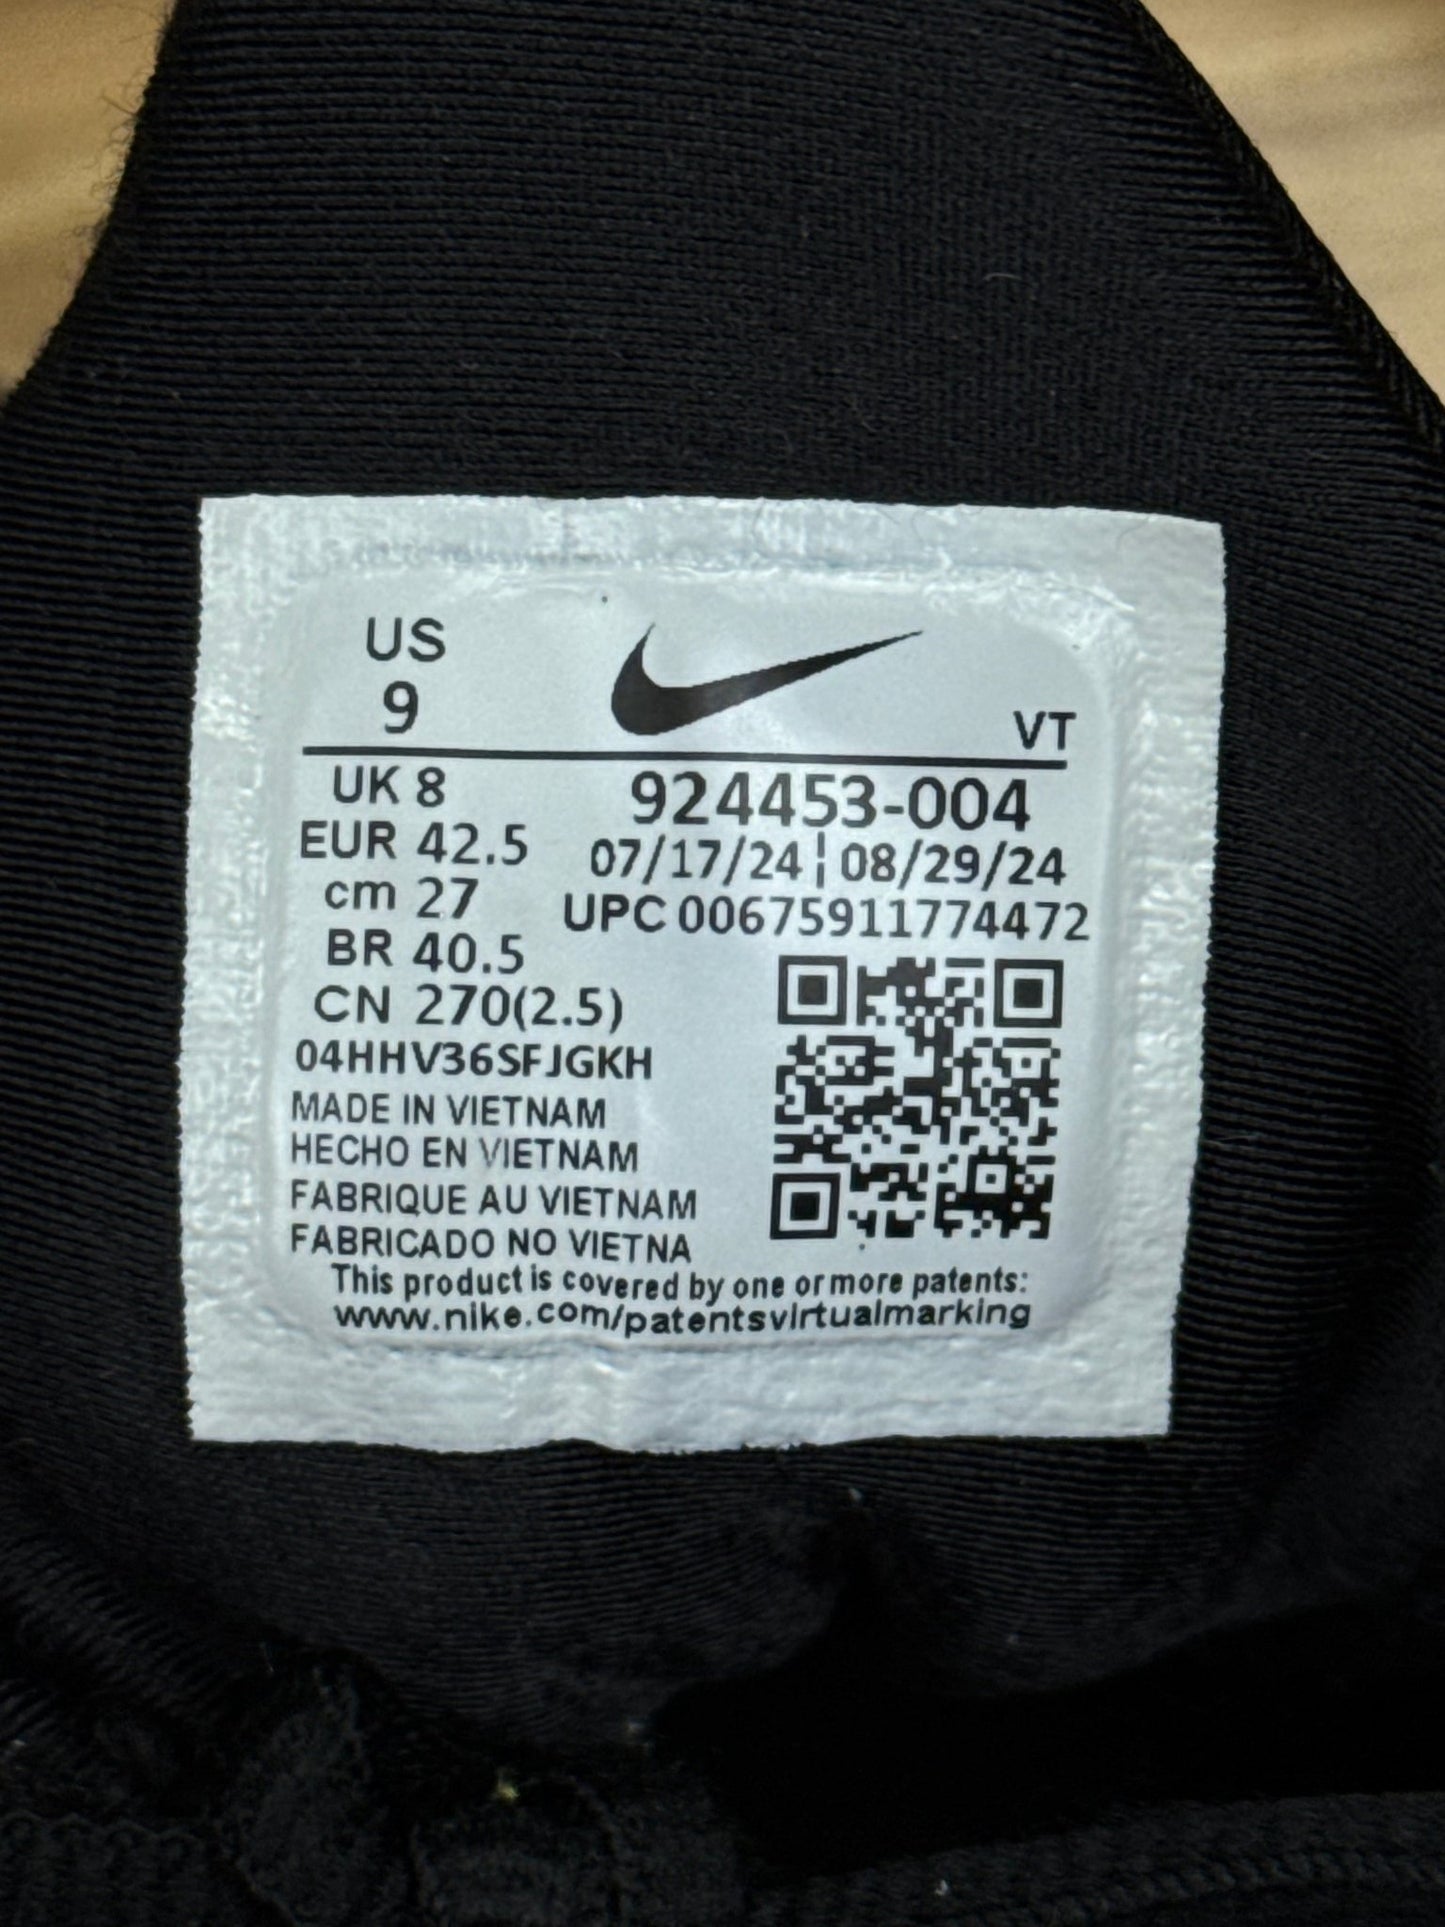 US
9
VT
UK 8
EUR 42.5
cm 27
BR 40.5
CN 270(2.5)
924453-004
07/17/24 ¦ 08/29/24
UPC 00675911774472
04HHV36SFJGKH
MADE IN VIETNAM
HECHO EN VIETNAM
FABRIQUE AU VIETNAM
FABRICADO NO VIETNA
This product is covered by one or more patents:
www.nike.com/patentsvirtualmarking